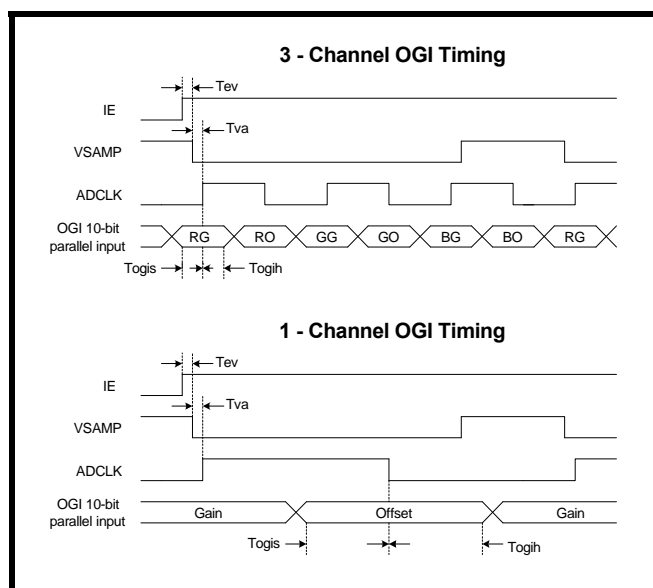 3 - Channel OGI Timing
Tev
IE
Tva
VSAMP
ADCLK
OGI 10-bit
parallel input
RG RO GG GO BG BO RG
Togis Togih
1 - Channel OGI Timing
Tev
IE
Tva
VSAMP
ADCLK
OGI 10-bit
parallel input
Gain Offset Gain
Togis Togih